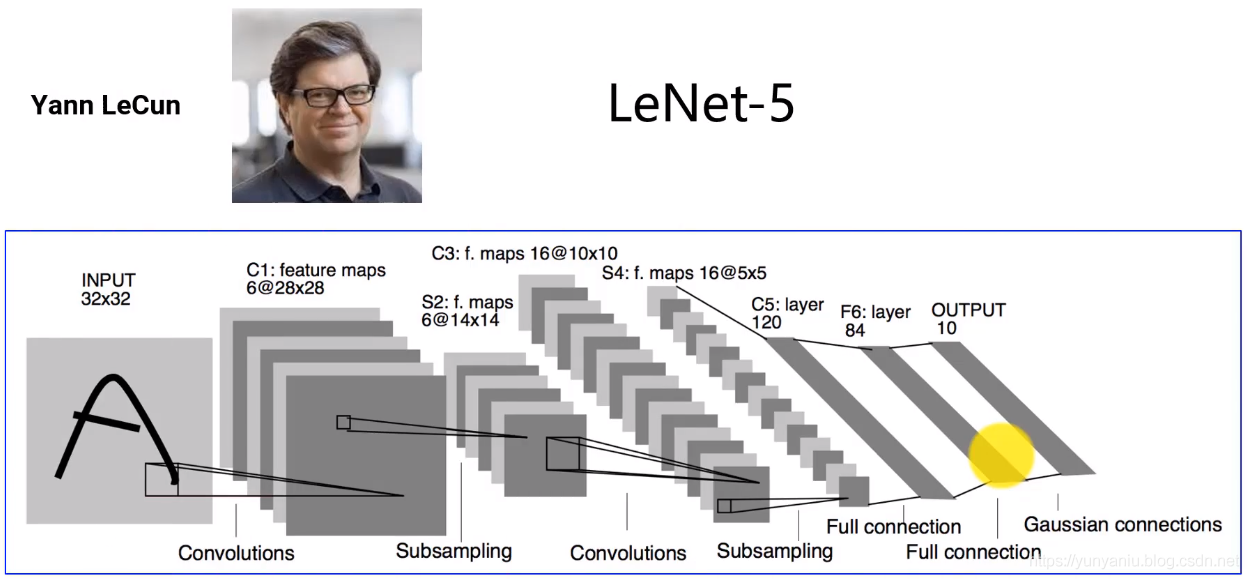 Yann LeCun
LeNet-5
INPUT
32x32
C1: feature maps
6@28x28
S2: f. maps
6@14x14
C3: f. maps 16@10x10
S4: f. maps 16@5x5
C5: layer
120
F6: layer
84
OUTPUT
10
Convolutions
Subsampling
Convolutions
Subsampling
Full connection
Full connection
Gaussian connections
https://yunyaniu.blog.csdn.net